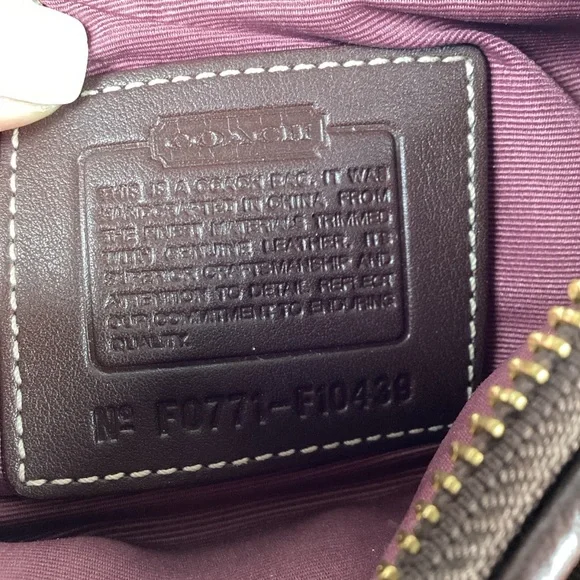 COACH
THIS IS A COACH BAG. IT WAS
HANDCRAFTED IN CHINA, FROM
THE FINEST MATERIALS TRIMMED
WITH GENUINE LEATHER. ITS
SUPERIOR CRAFTSMANSHIP AND
ATTENTION TO DETAIL REFLECT
OUR COMMITMENT TO ENDURING
QUALITY.
Nº F0771-F10439